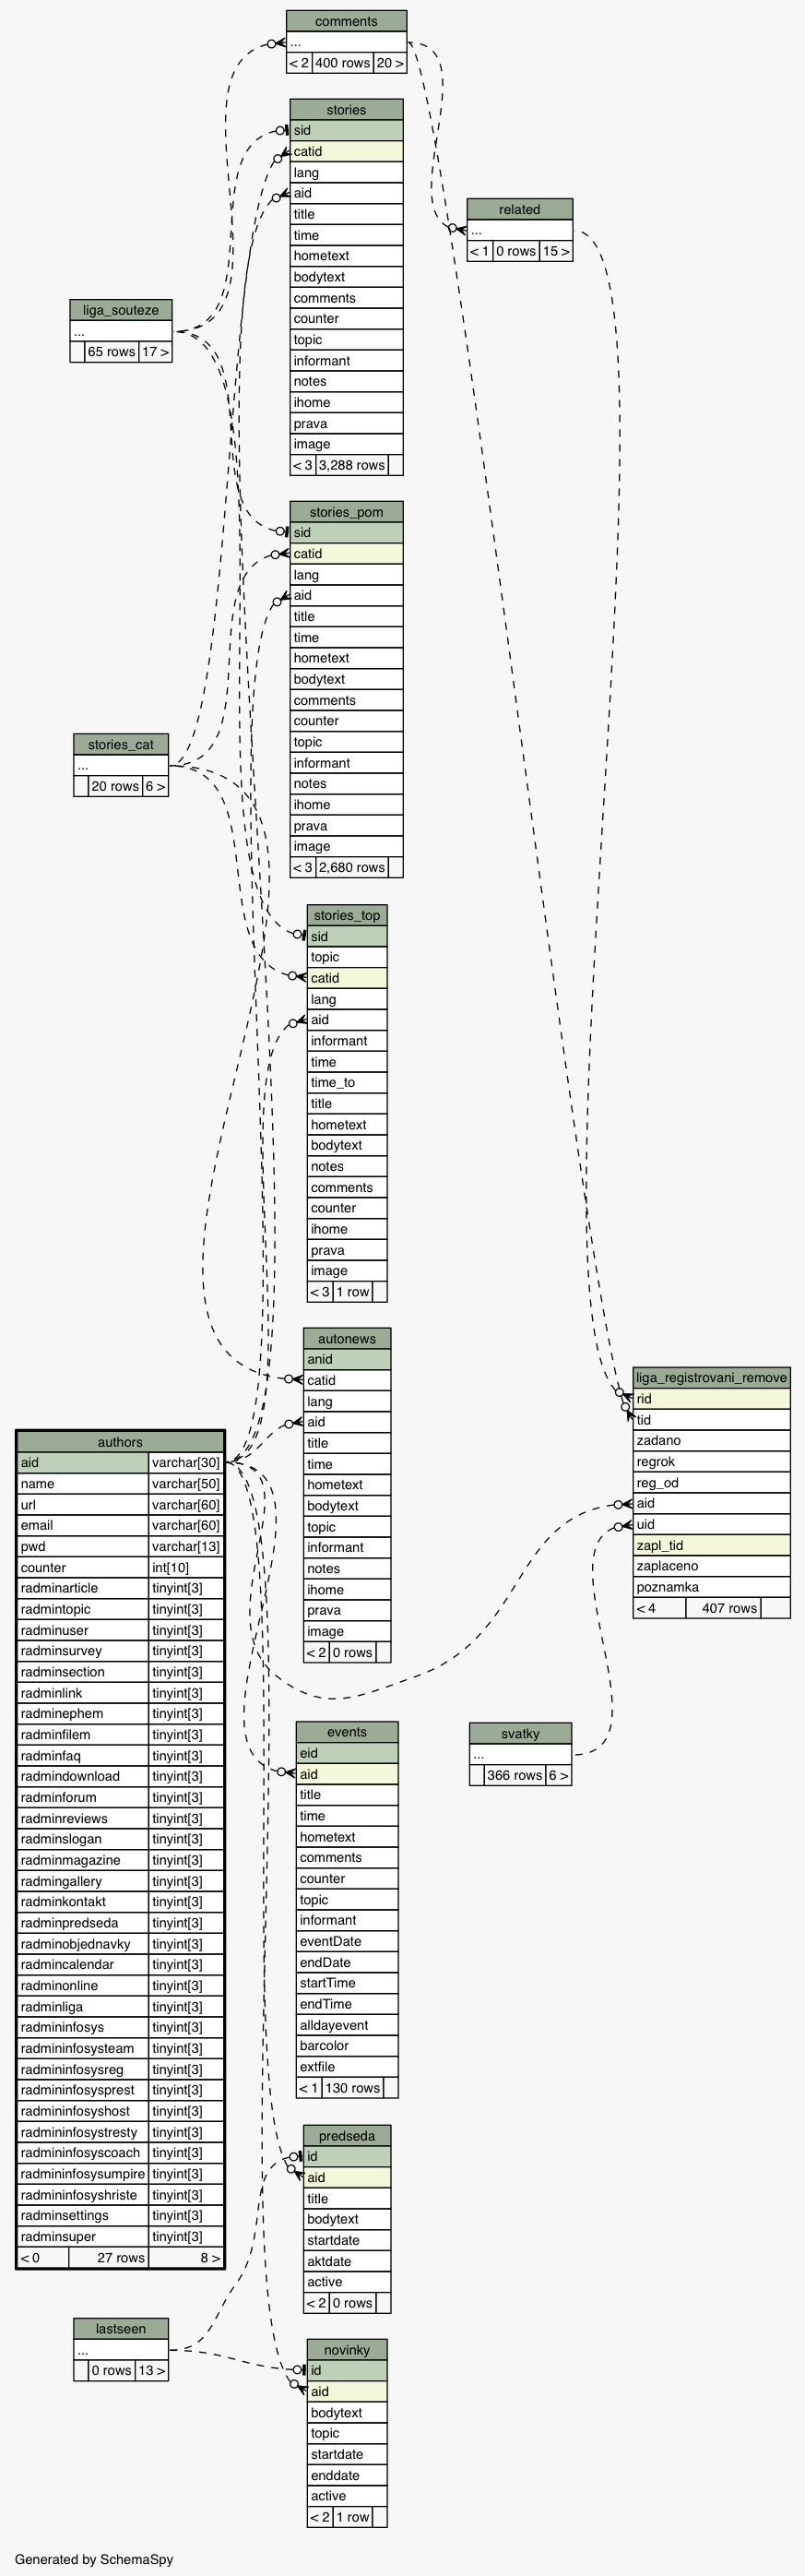 comments
...
< 2 400 rows 20 >
stories
sid
catid
lang
aid
title
time
hometext
bodytext
comments
counter
topic
informant
notes
ihome
prava
image
< 3 3,288 rows
related
...
< 1 0 rows 15 >
liga_souteze
...
65 rows 17 >
stories_pom
sid
catid
lang
aid
title
time
hometext
bodytext
comments
counter
topic
informant
notes
ihome
prava
image
< 3 2,680 rows
stories_cat
...
20 rows 6 >
stories_top
sid
topic
catid
lang
aid
informant
time
time_to
title
hometext
bodytext
notes
comments
counter
ihome
prava
image
< 3 1 row
autonews
anid
catid
lang
aid
title
time
hometext
bodytext
topic
informant
notes
ihome
prava
image
< 2 0 rows
liga_registrovani_remove
rid
tid
zadano
regrok
reg_od
aid
uid
zapl_tid
zaplaceno
poznamka
< 4 407 rows
authors
aid varchar[30]
name varchar[50]
url varchar[60]
email varchar[60]
pwd varchar[13]
counter int[10]
radminarticle tinyint[3]
radmintopic tinyint[3]
radminuser tinyint[3]
radminsurvey tinyint[3]
radminsection tinyint[3]
radminlink tinyint[3]
radminephem tinyint[3]
radminfilem tinyint[3]
radminfaq tinyint[3]
radmindownload tinyint[3]
radminforum tinyint[3]
radminreviews tinyint[3]
radminslogan tinyint[3]
radminmagazine tinyint[3]
radmingallery tinyint[3]
radminkontakt tinyint[3]
radminpredseda tinyint[3]
radminobjednavky tinyint[3]
radmincalendar tinyint[3]
radminonline tinyint[3]
radminliga tinyint[3]
radmininfosys tinyint[3]
radmininfosysteam tinyint[3]
radmininfosysreg tinyint[3]
radmininfosysprest tinyint[3]
radmininfosyshost tinyint[3]
radmininfosystresty tinyint[3]
radmininfosyscoach tinyint[3]
radmininfosysumpire tinyint[3]
radmininfosyshriste tinyint[3]
radminsettings tinyint[3]
radminsuper tinyint[3]
< 0 27 rows 8 >
events
eid
aid
title
time
hometext
comments
counter
topic
informant
eventDate
endDate
startTime
endTime
alldayevent
barcolor
extfile
< 1 130 rows
svatky
...
366 rows 6 >
predseda
id
aid
title
bodytext
startdate
aktdate
active
< 2 0 rows
lastseen
...
0 rows 13 >
novinky
id
aid
bodytext
topic
startdate
enddate
active
< 2 1 row
Generated by SchemaSpy